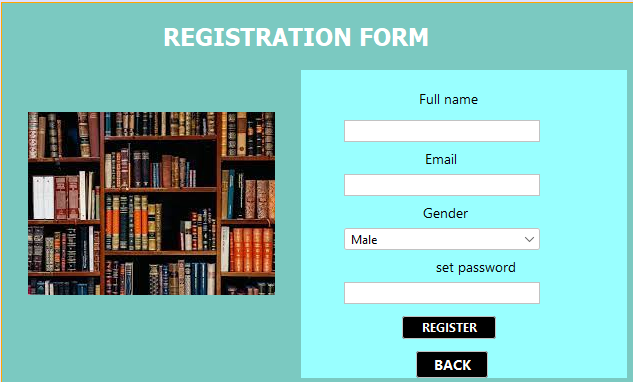 REGISTRATION FORM
Full name
Email
Gender
Male
set password
REGISTER
BACK